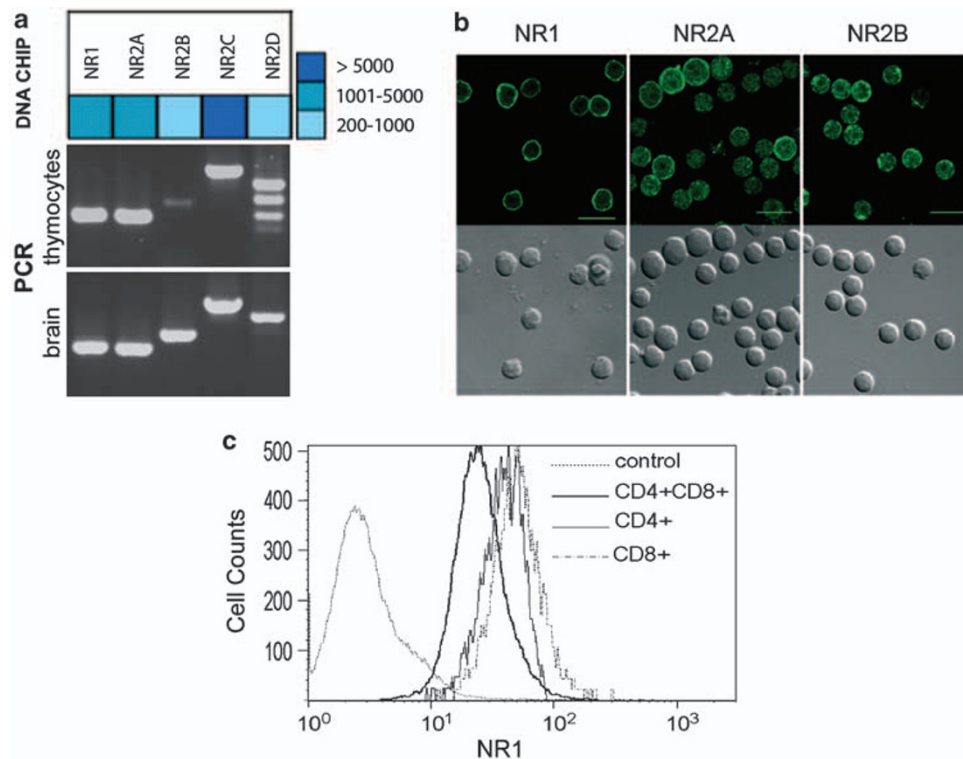 a
DNA CHIP
NR1
NR2A
NR2B
NR2C
NR2D
> 5000
1001-5000
200-1000
PCR
thymocytes
brain
b
NR1
NR2A
NR2B
c
Cell Counts
500
400
300
200
100
control
CD4+CD8+
CD4+
CD8+
10⁰
10¹
10²
10³
NR1